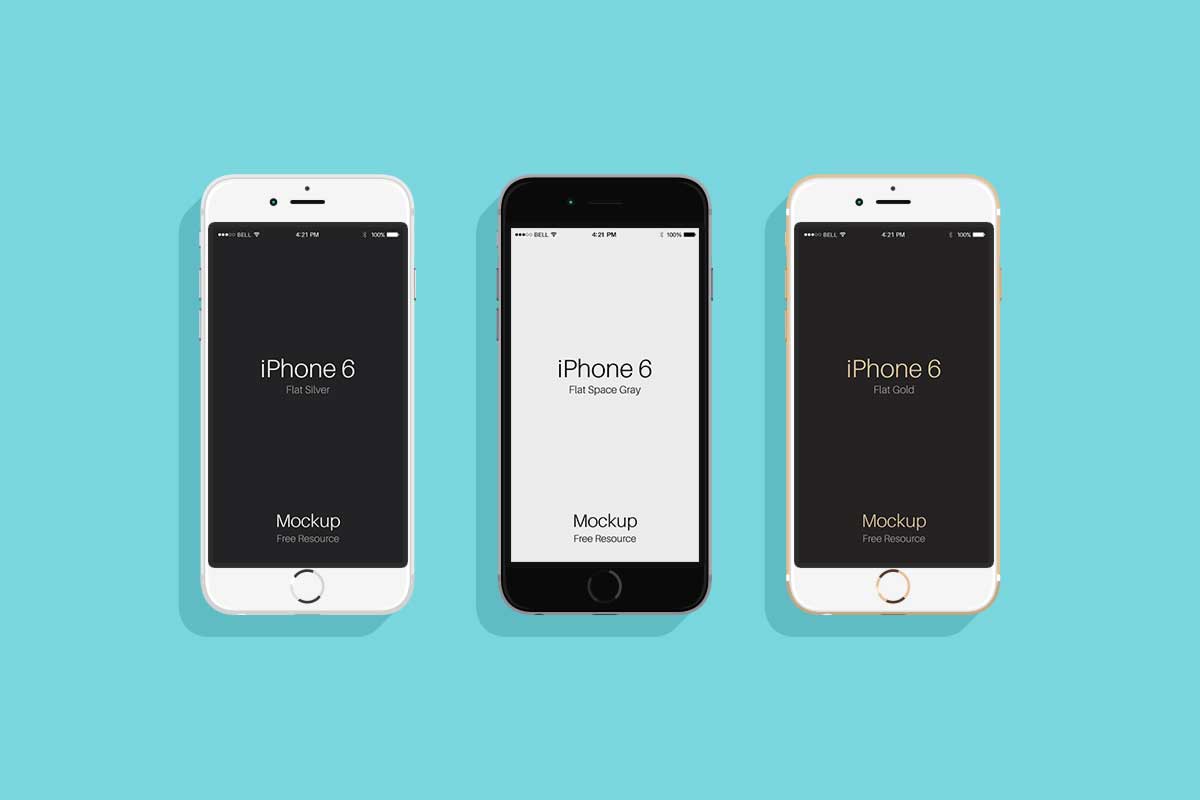 BELL 4:21 PM 100%
iPhone 6
Flat Silver
Mockup
Free Resource
BELL 4:21 PM 100%
iPhone 6
Flat Space Gray
Mockup
Free Resource
BELL 4:21 PM 100%
iPhone 6
Flat Gold
Mockup
Free Resource